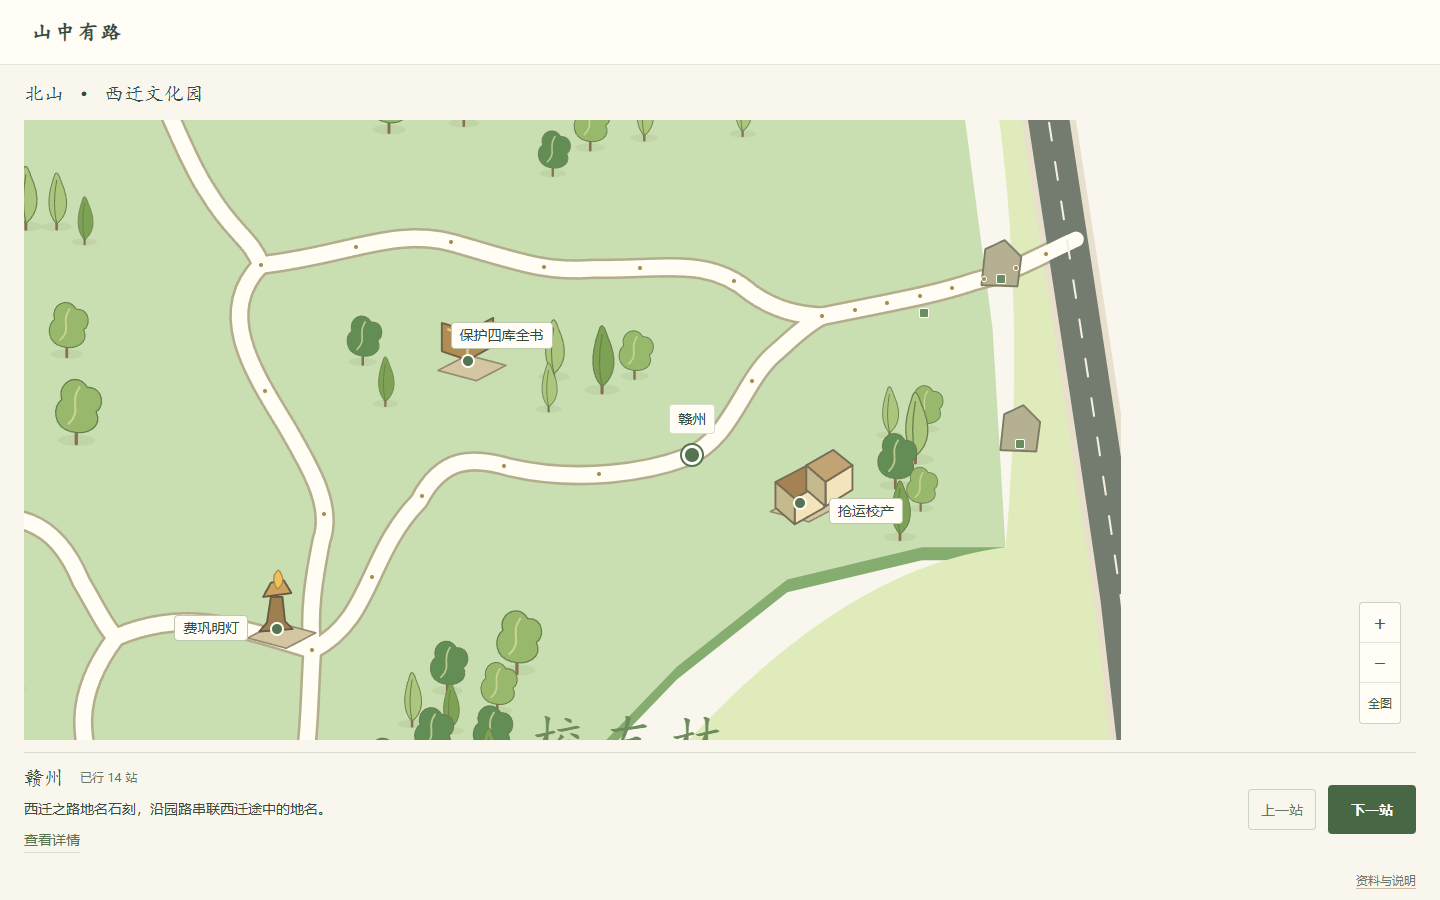 山中有路
北山 • 西迁文化园
保护四库全书
赣州
抢运校产
费巩明灯
+
−
全图
赣州 已行 14 站
西迁之路地名石刻，沿园路串联西迁途中的地名。
查看详情
上一站
下一站
资料与说明